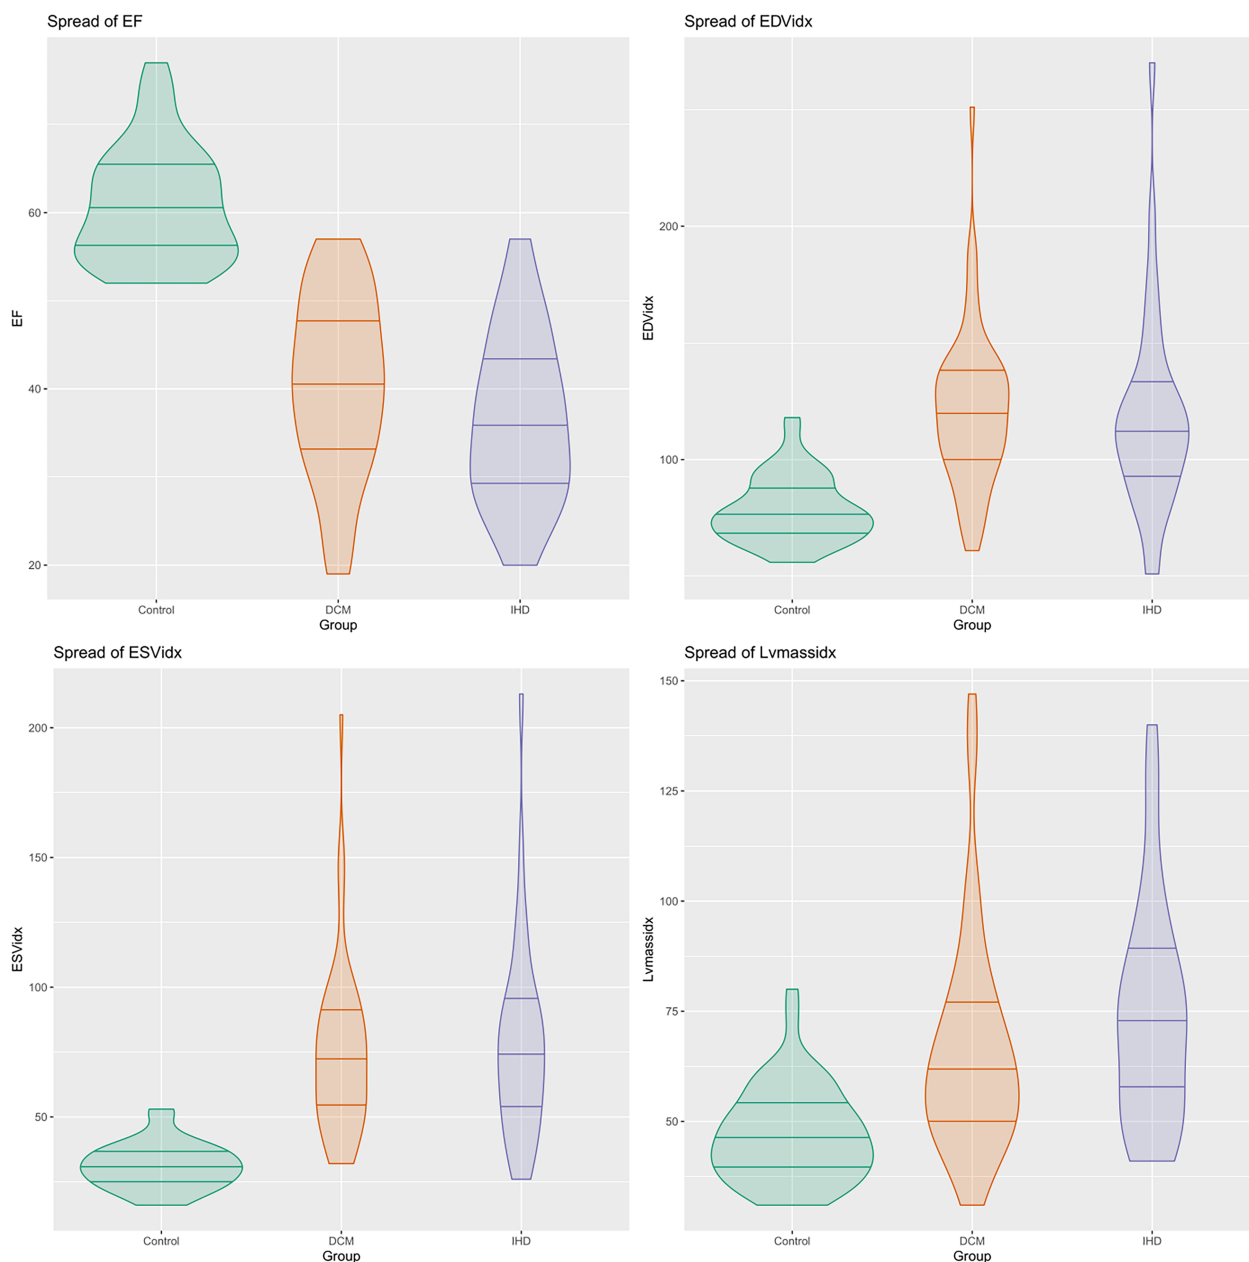 Spread of EF
EF
60
40
20
Control DCM IHD
Group
Spread of EDVidx
EDVidx
200
100
Control DCM IHD
Group
Spread of ESVidx
ESVidx
200
150
100
50
Control DCM IHD
Group
Spread of Lvmassidx
Lvmassidx
150
125
100
75
50
Control DCM IHD
Group